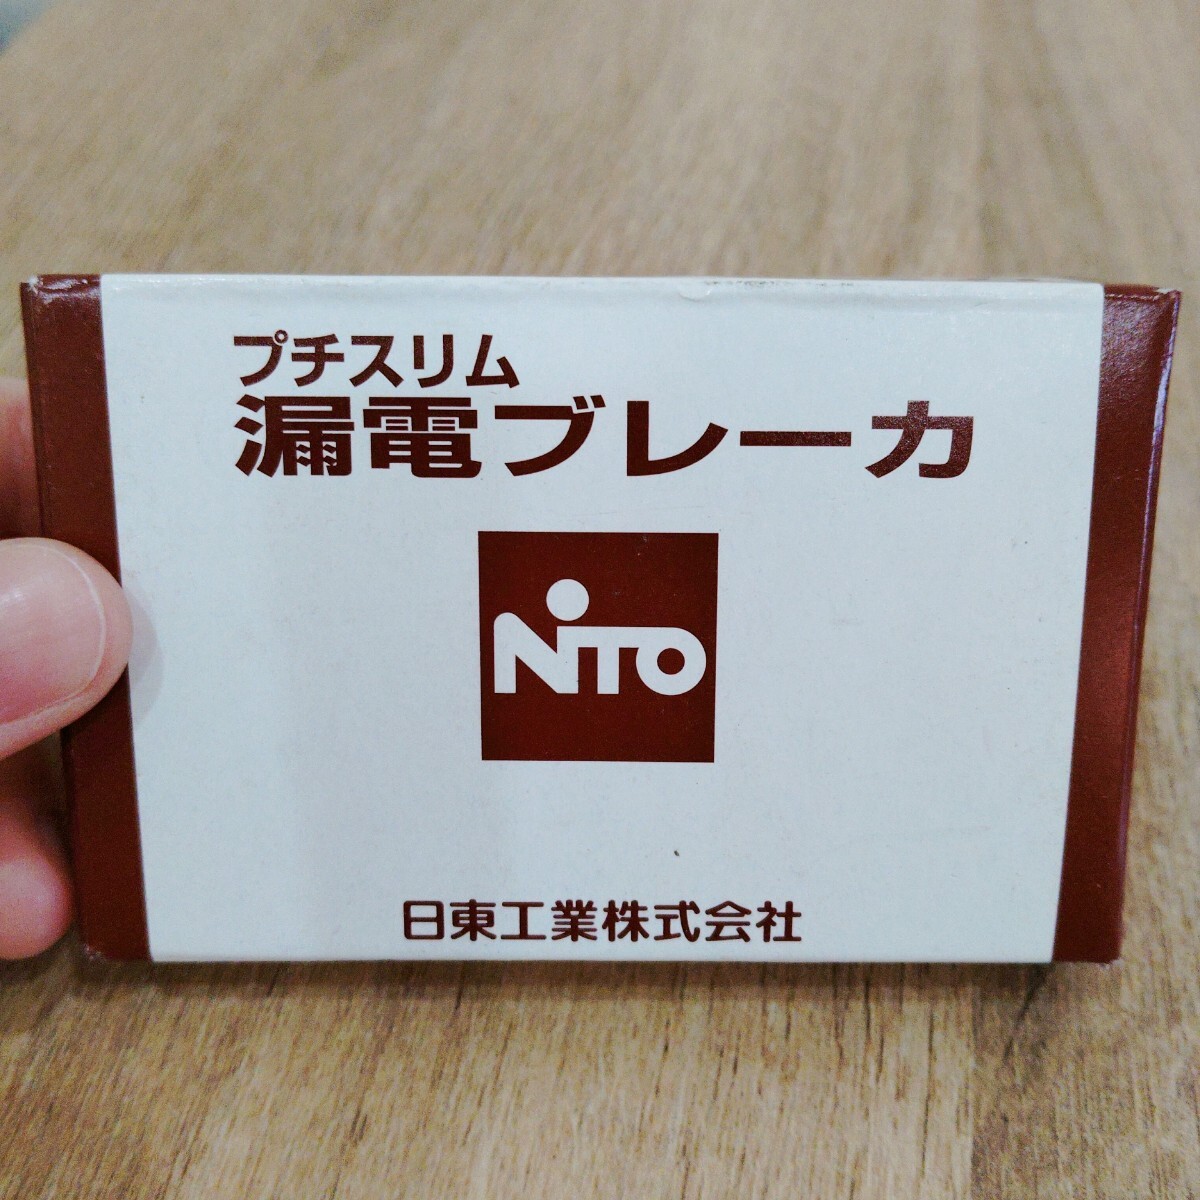 プチスリム
漏電ブレーカ
NiTO
日東工業株式会社